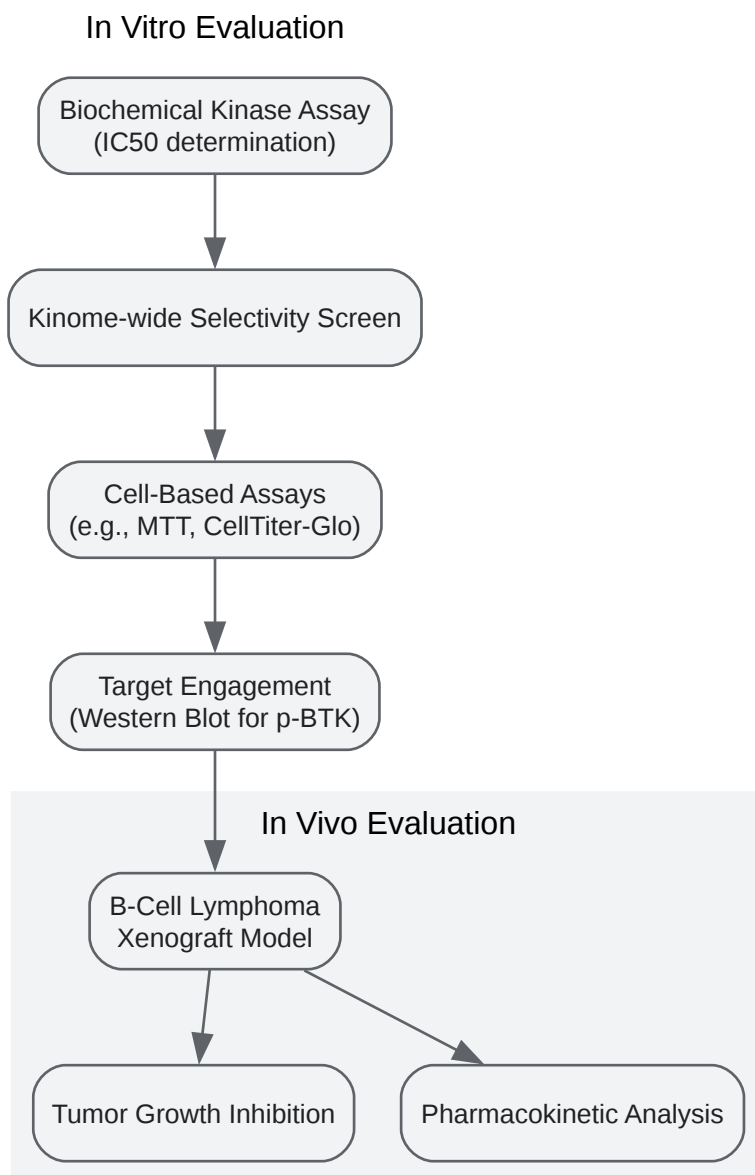 In Vitro Evaluation
Biochemical Kinase Assay
(IC50 determination)
Kinome-wide Selectivity Screen
Cell-Based Assays
(e.g., MTT, CellTiter-Glo)
Target Engagement
(Western Blot for p-BTK)
In Vivo Evaluation
B-Cell Lymphoma
Xenograft Model
Tumor Growth Inhibition
Pharmacokinetic Analysis